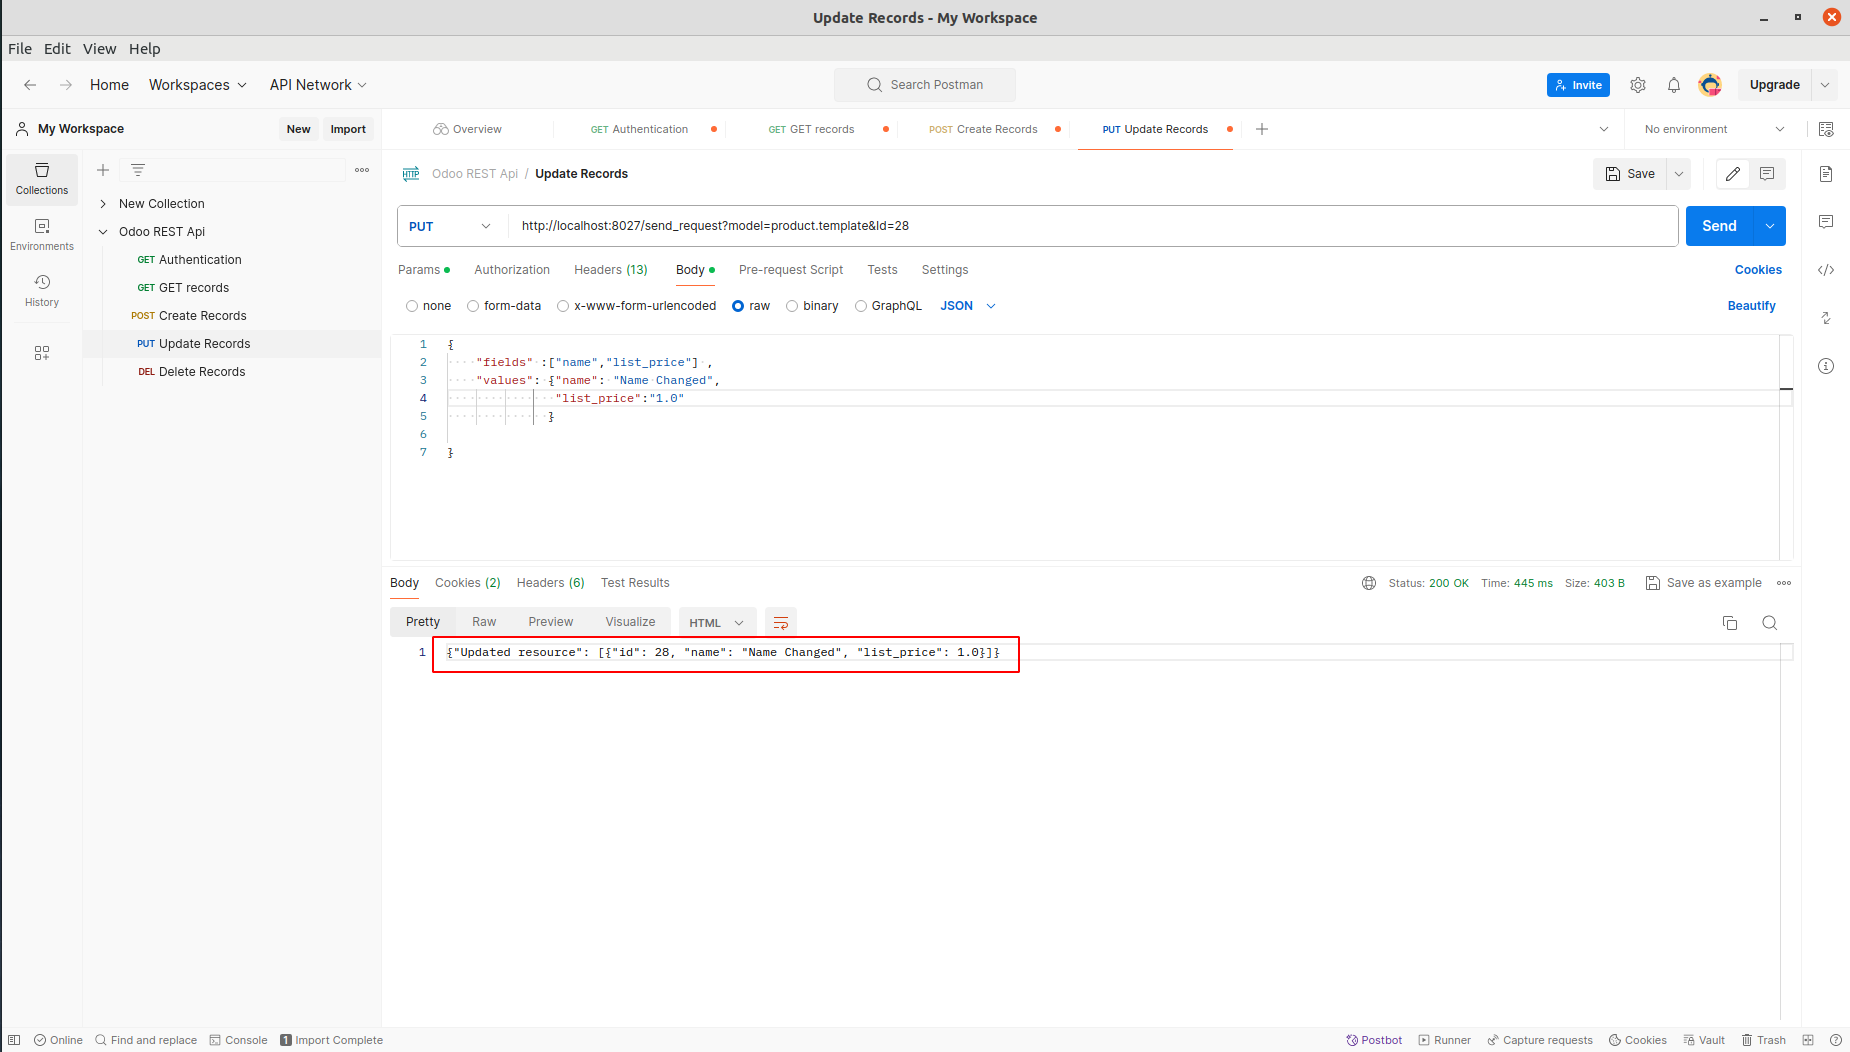 Update Records - My Workspace
File Edit View Help
Home Workspaces API Network Search Postman Invite Upgrade
My Workspace New Import
Overview GET Authentication GET GET records POST Create Records PUT Update Records No environment
Collections
Environments
History
New Collection
Odoo REST Api
GET Authentication
GET GET records
POST Create Records
PUT Update Records
DEL Delete Records
HTTP Odoo REST Api / Update Records Save
PUT http://localhost:8027/send_request?model=product.template&Id=28 Send
Params Authorization Headers (13) Body Pre-request Script Tests Settings Cookies
none form-data x-www-form-urlencoded raw binary GraphQL JSON Beautify
1 {
2 "fields" :["name","list_price"] ,
3 "values": {"name": "Name Changed",
4 "list_price":"1.0"
5 }
6
7 }
Body Cookies (2) Headers (6) Test Results Status: 200 OK Time: 445 ms Size: 403 B Save as example
Pretty Raw Preview Visualize HTML
1 {"Updated resource": [{"id": 28, "name": "Name Changed", "list_price": 1.0}]}
Online Find and replace Console 1 Import Complete Postbot Runner Capture requests Cookies Vault Trash